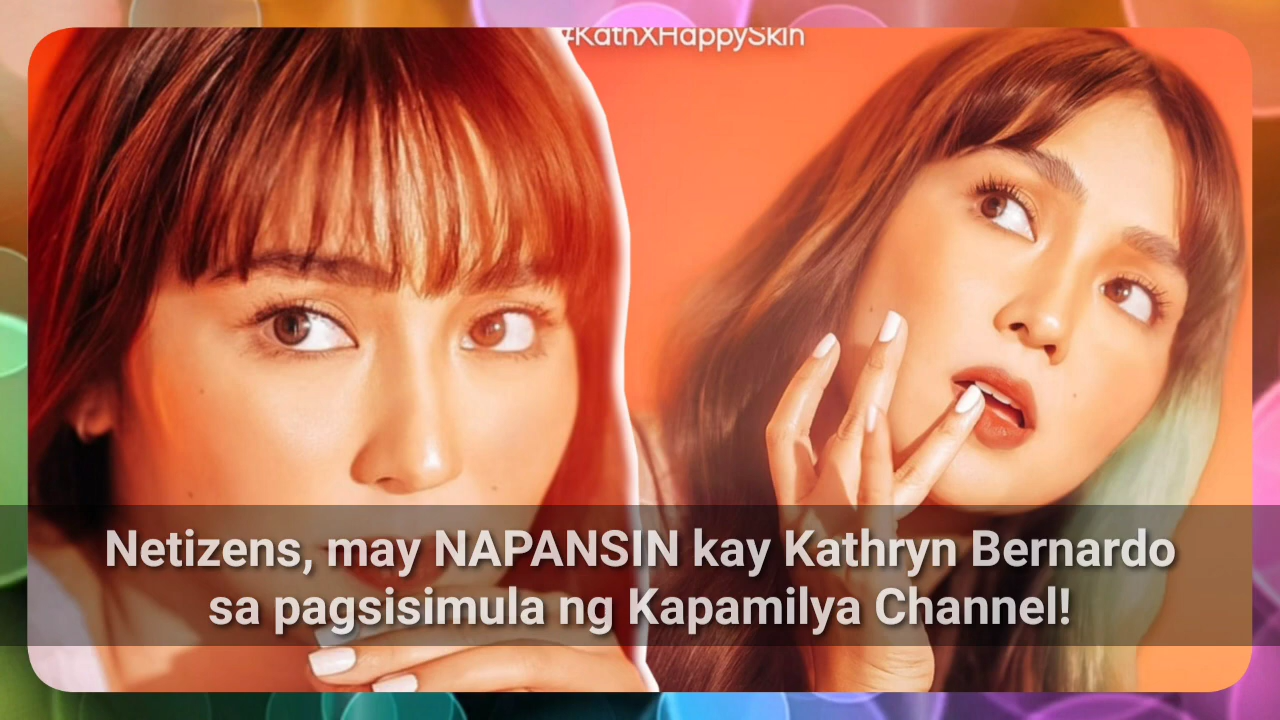 #KathXHappySkin
Netizens, may NAPANSIN kay Kathryn Bernardo
sa pagsisimula ng Kapamilya Channel!